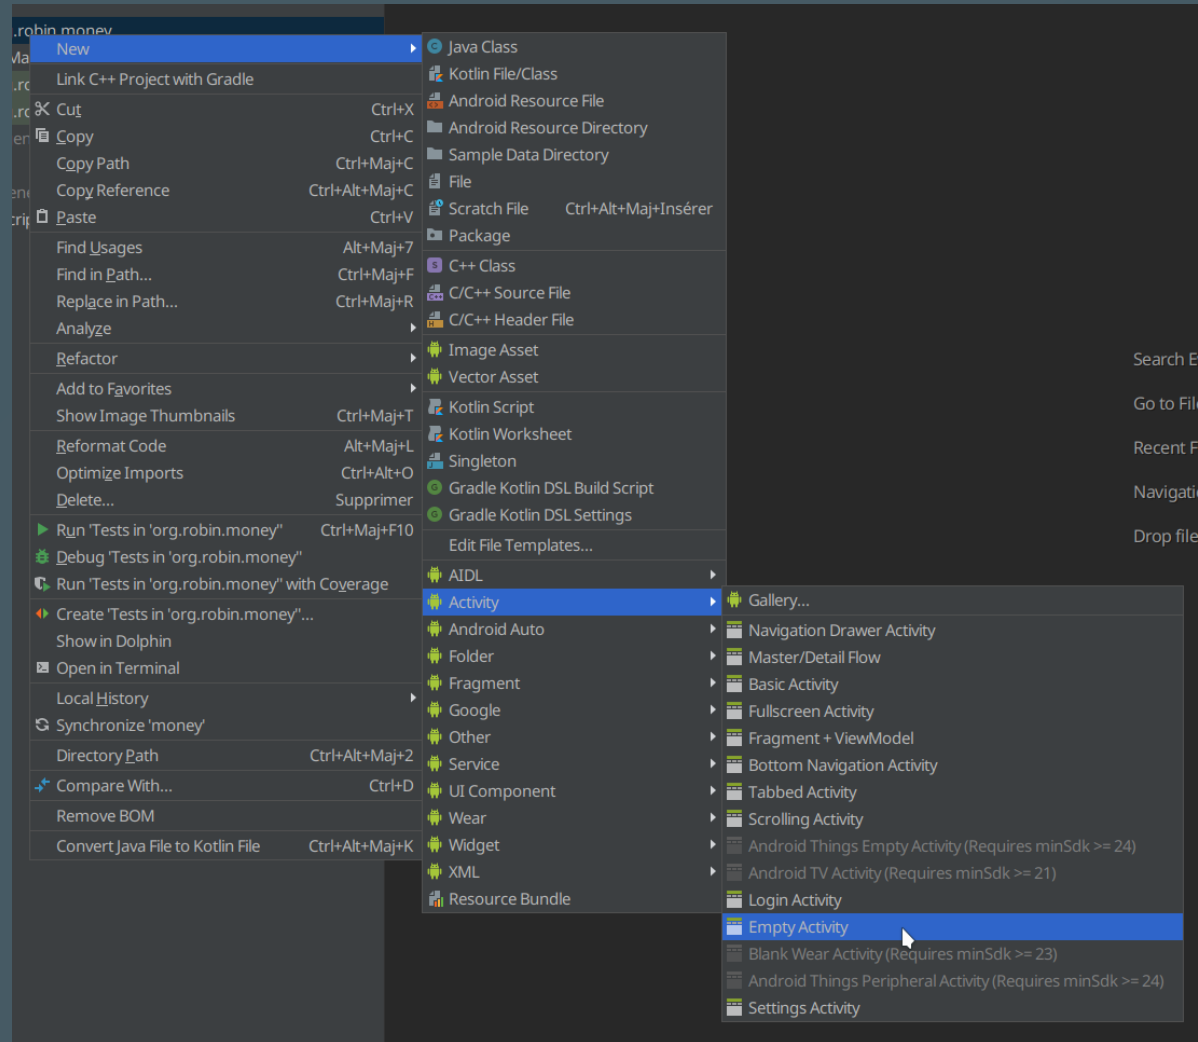 .robin.money
New
Link C++ Project with Gradle
Cut Ctrl+X
Copy Ctrl+C
Copy Path Ctrl+Maj+C
Copy Reference Ctrl+Alt+Maj+C
Paste Ctrl+V
Find Usages Alt+Maj+7
Find in Path... Ctrl+Maj+F
Replace in Path... Ctrl+Maj+R
Analyze
Refactor
Add to Favorites
Show Image Thumbnails Ctrl+Maj+T
Reformat Code Alt+Maj+L
Optimize Imports Ctrl+Alt+O
Delete... Supprimer
Run 'Tests in 'org.robin.money'' Ctrl+Maj+F10
Debug 'Tests in 'org.robin.money''
Run 'Tests in 'org.robin.money'' with Coverage
Create 'Tests in 'org.robin.money''...
Show in Dolphin
Open in Terminal
Local History
Synchronize 'money'
Directory Path Ctrl+Alt+Maj+2
Compare With... Ctrl+D
Remove BOM
Convert Java File to Kotlin File Ctrl+Alt+Maj+K
Java Class
Kotlin File/Class
Android Resource File
Android Resource Directory
Sample Data Directory
File
Scratch File Ctrl+Alt+Maj+Insérer
Package
C++ Class
C/C++ Source File
C/C++ Header File
Image Asset
Vector Asset
Kotlin Script
Kotlin Worksheet
Singleton
Gradle Kotlin DSL Build Script
Gradle Kotlin DSL Settings
Edit File Templates...
AIDL
Activity
Android Auto
Folder
Fragment
Google
Other
Service
UI Component
Wear
Widget
XML
Resource Bundle
Gallery...
Navigation Drawer Activity
Master/Detail Flow
Basic Activity
Fullscreen Activity
Fragment + ViewModel
Bottom Navigation Activity
Tabbed Activity
Scrolling Activity
Android Things Empty Activity (Requires minSdk >= 24)
Android TV Activity (Requires minSdk >= 21)
Login Activity
Empty Activity
Blank Wear Activity (Requires minSdk >= 23)
Android Things Peripheral Activity (Requires minSdk >= 24)
Settings Activity
Search E
Go to File
Recent F
Navigati
Drop file